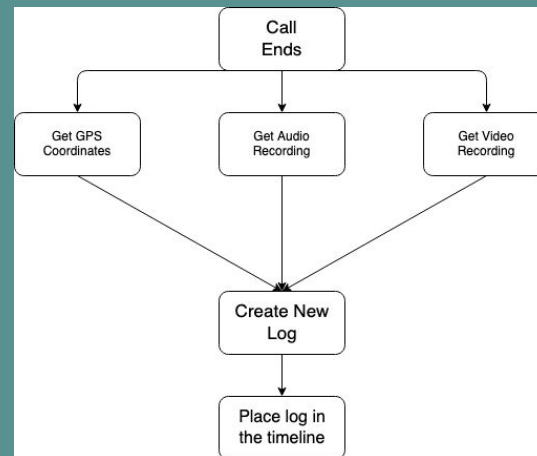 Call
Ends
Get GPS
Coordinates
Get Audio
Recording
Get Video
Recording
Create New
Log
Place log in
the timeline